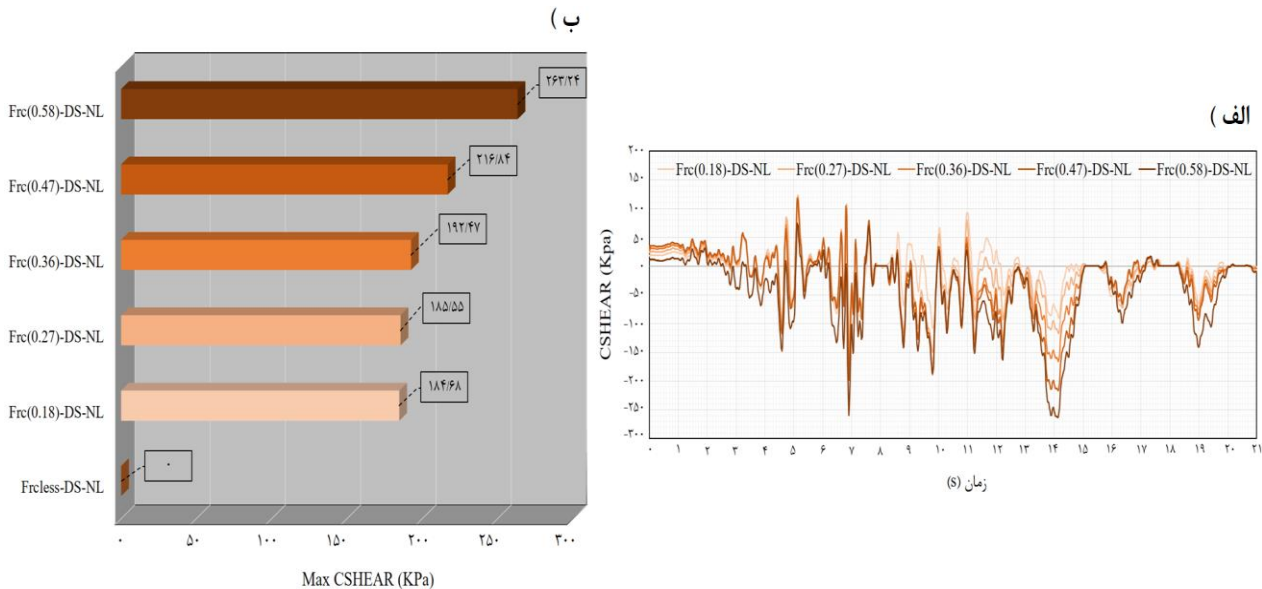 ب )
Frc(0.58)-DS-NL
۲۶۳/۲۴
Frc(0.47)-DS-NL
۲۱۶/۸۴
Frc(0.36)-DS-NL
۱۹۲/۴۷
Frc(0.27)-DS-NL
۱۸۵/۵۵
Frc(0.18)-DS-NL
۱۸۴/۶۸
Frcless-DS-NL
۰
۰ ۵۰ ۱۰۰ ۱۵۰ ۲۰۰ ۲۵۰ ۳۰۰
Max CSHEAR (KPa)
الف )
Frc(0.18)-DS-NL Frc(0.27)-DS-NL Frc(0.36)-DS-NL Frc(0.47)-DS-NL Frc(0.58)-DS-NL
CSHEAR (Kpa)
۲۰۰
۱۵۰
۱۰۰
۵۰
۰
-۵۰
-۱۰۰
-۱۵۰
-۲۰۰
-۲۵۰
-۳۰۰
۰ ۱ ۲ ۳ ۴ ۵ ۶ ۷ ۸ ۹ ۱۰ ۱۱ ۱۲ ۱۳ ۱۴ ۱۵ ۱۶ ۱۷ ۱۸ ۱۹ ۲۰ ۲۱
زمان (s)